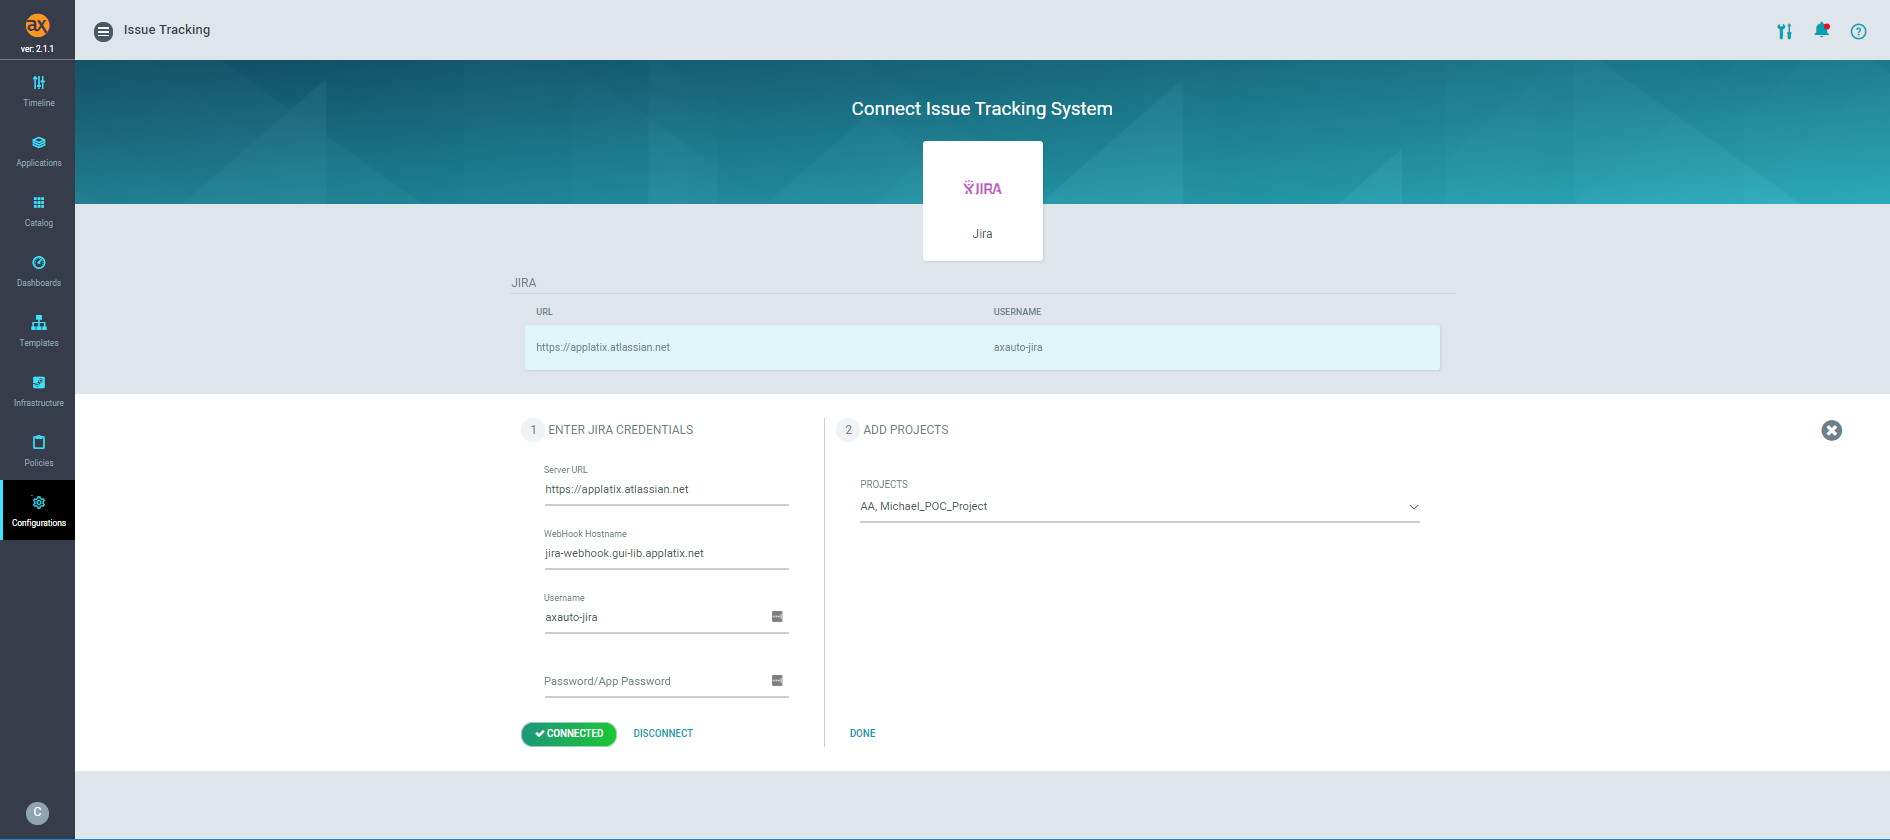 ax
ver: 2.1.1
Issue Tracking
Timeline
Applications
Catalog
Dashboards
Templates
Infrastructure
Policies
Configurations
C
Connect Issue Tracking System
JIRA
Jira
JIRA
URL USERNAME
https://applatix.atlassian.net axauto-jira
1 ENTER JIRA CREDENTIALS
Server URL
https://applatix.atlassian.net
WebHook Hostname
jira-webhook.gui-lib.applatix.net
Username
axauto-jira
Password/App Password
CONNECTED DISCONNECT
2 ADD PROJECTS
PROJECTS
AA, Michael_POC_Project
DONE